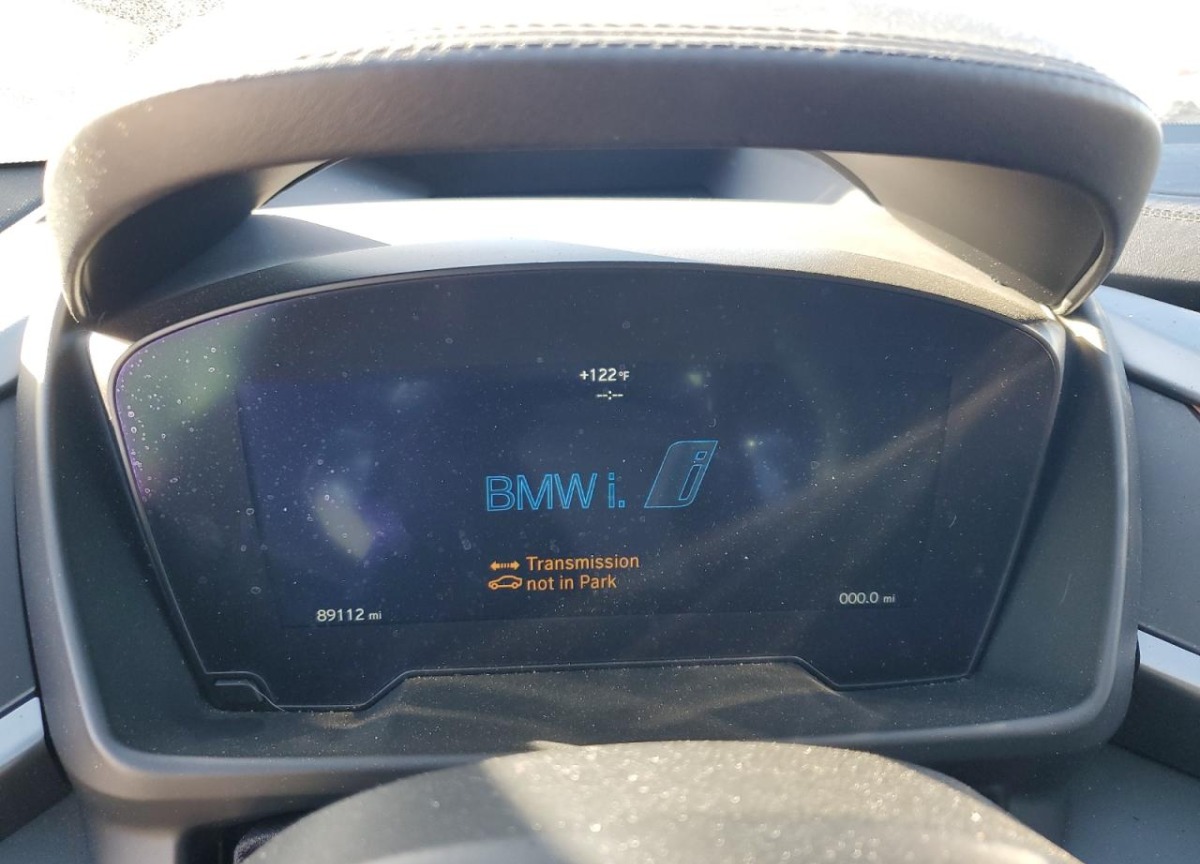 +122°F
--:--
BMW i. i
Transmission
not in Park
89112 mi
000.0 mi